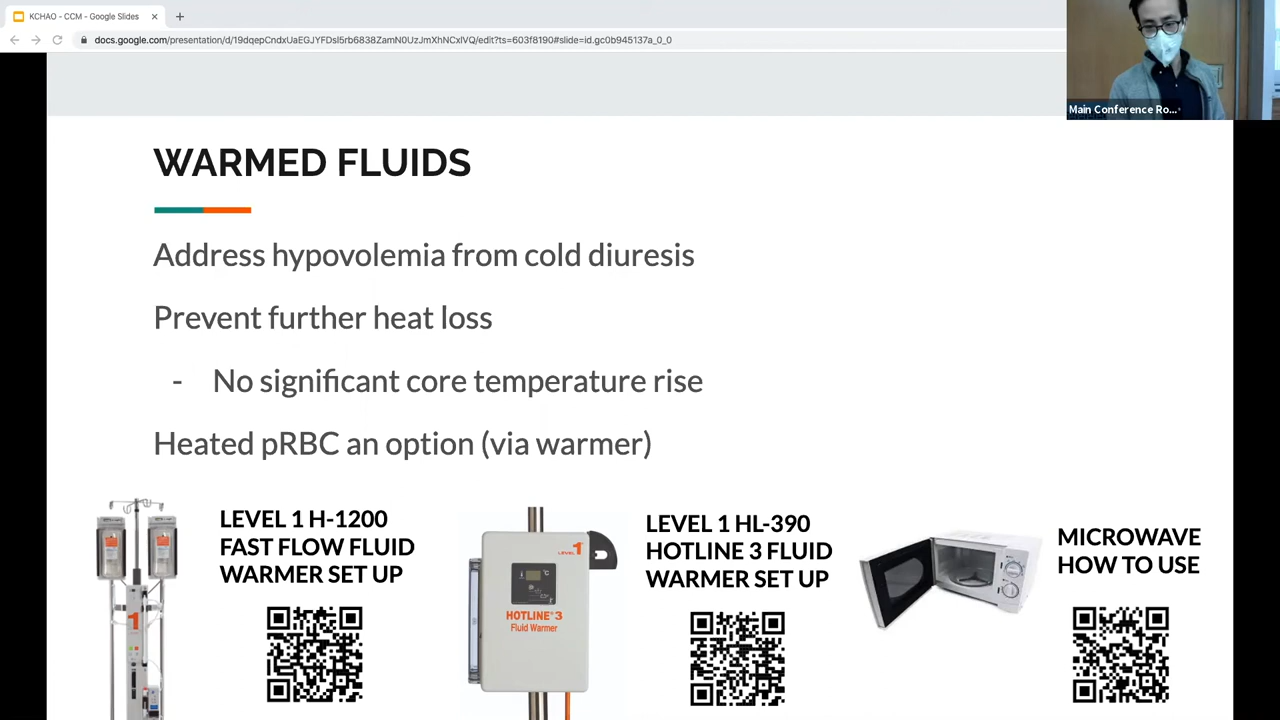 KCHAO - CCM - Google Slides
docs.google.com/presentation/d/19dqepCndxUaEGJYFDsI5rb6838ZamN0UzJmXhNCxIVQ/edit?ts=603f8190#slide=id.gc0b945137a_0_0
Main Conference Ro...
WARMED FLUIDS
Address hypovolemia from cold diuresis
Prevent further heat loss
- No significant core temperature rise
Heated pRBC an option (via warmer)
LEVEL 1 H-1200
FAST FLOW FLUID
WARMER SET UP
LEVEL 1
°C
HOTLINE® 3
Fluid Warmer
LEVEL 1 HL-390
HOTLINE 3 FLUID
WARMER SET UP
MICROWAVE
HOW TO USE